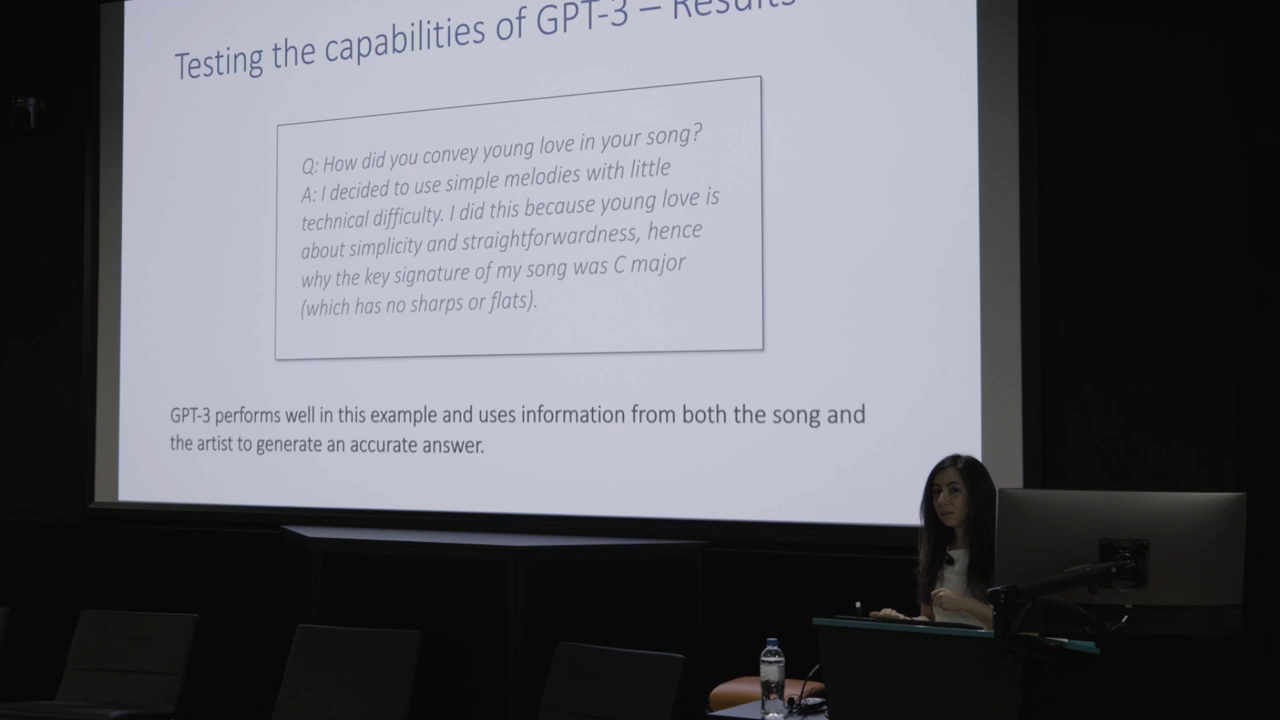 Testing the capabilities of GPT-3 – Results
Q: How did you convey young love in your song?
A: I decided to use simple melodies with little
technical difficulty. I did this because young love is
about simplicity and straightforwardness, hence
why the key signature of my song was C major
(which has no sharps or flats).
GPT-3 performs well in this example and uses information from both the song and
the artist to generate an accurate answer.